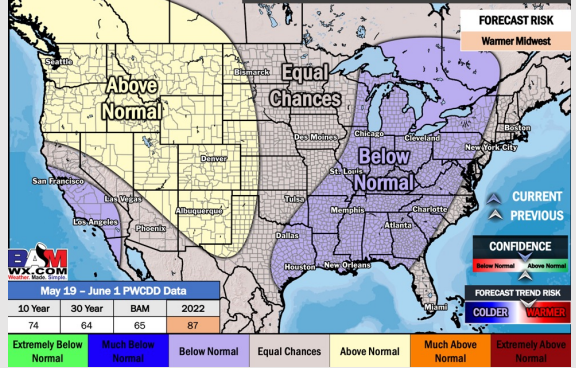 FORECAST RISK
Warmer Midwest
Seattle
Bismarck
Above
Normal
Equal
Chances
Des Moines
Chicago
Cleveland
Boston
New York City
Below
Normal
Denver
St. Louis
San Francisco
Las Vegas
Los Angeles
Phoenix
Albuquerque
Tulsa
Memphis
Charlotte
Atlanta
Dallas
Houston
New Orleans
Miami
CURRENT
PREVIOUS
CONFIDENCE
Below Normal
Above Normal
FORECAST TREND RISK
COLDER
WARMER
BAM
WX.COM
Weather. Made. Simple.
May 19 – June 1 PWCDD Data
10 Year 30 Year BAM 2022
74 64 65 87
Extremely Below Normal
Much Below Normal
Below Normal
Equal Chances
Above Normal
Much Above Normal
Extremely Above Normal